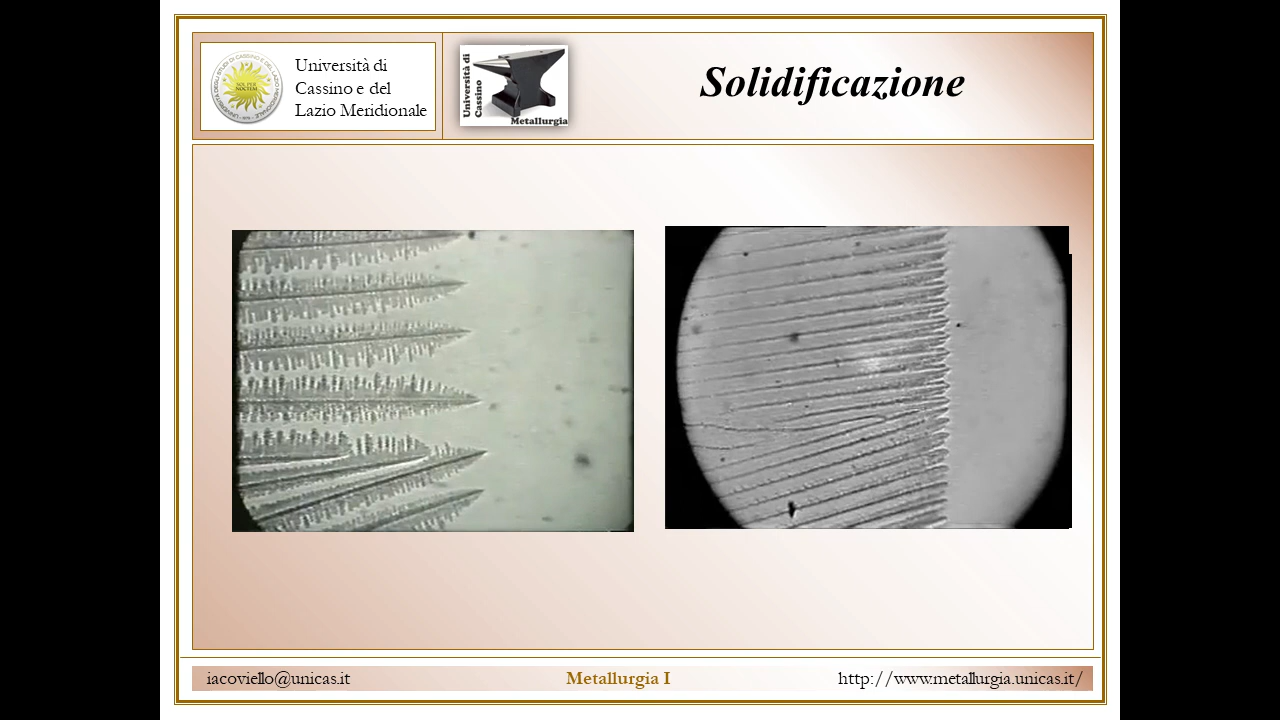 Università di
Cassino e del
Lazio Meridionale
Università di
Cassino
Metallurgia
Solidificazione
iacoviello@unicas.it
Metallurgia I
http://www.metallurgia.unicas.it/